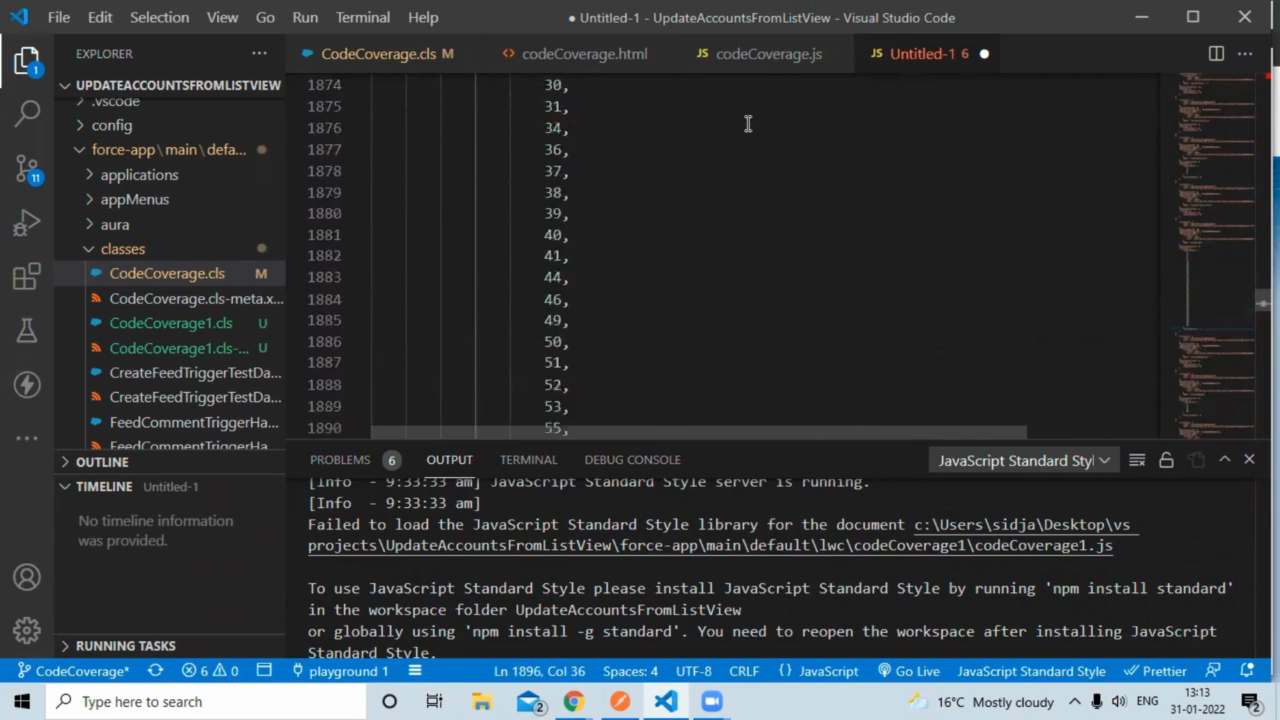 File Edit Selection View Go Run Terminal Help
● Untitled-1 - UpdateAccountsFromListView - Visual Studio Code
1
11
EXPLORER
UPDATEACCOUNTSFROMLISTVIEW
.vscode
config
force-app\main\defa...
applications
appMenus
aura
classes
CodeCoverage.cls M
CodeCoverage.cls-meta.x...
CodeCoverage1.cls U
CodeCoverage1.cls-... U
CreateFeedTriggerTestDa...
CreateFeedTriggerTestDa...
FeedCommentTriggerHa...
FeedCommentTriggerHa...
OUTLINE
TIMELINE Untitled-1
No timeline information
was provided.
RUNNING TASKS
CodeCoverage.cls M
codeCoverage.html
JS codeCoverage.js
JS Untitled-1 6
1874 30,
1875 31,
1876 34,
1877 36,
1878 37,
1879 38,
1880 39,
1881 40,
1882 41,
1883 44,
1884 46,
1885 49,
1886 50,
1887 51,
1888 52,
1889 53,
1890 55,
PROBLEMS 6 OUTPUT TERMINAL DEBUG CONSOLE
JavaScript Standard Styl
[Info - 9:33:33 am] JavaScript Standard Style server is running.
[Info - 9:33:33 am]
Failed to load the JavaScript Standard Style library for the document c:\Users\sidja\Desktop\vs
projects\UpdateAccountsFromListView\force-app\main\default\lwc\codeCoverage1\codeCoverage1.js
To use JavaScript Standard Style please install JavaScript Standard Style by running 'npm install standard'
in the workspace folder UpdateAccountsFromListView
or globally using 'npm install -g standard'. You need to reopen the workspace after installing JavaScript
Standard Style.
CodeCoverage* 6 0 playground 1 Ln 1896, Col 36 Spaces: 4 UTF-8 CRLF {} JavaScript Go Live JavaScript Standard Style Prettier
Type here to search
2
16°C Mostly cloudy ENG
13:13
31-01-2022
2